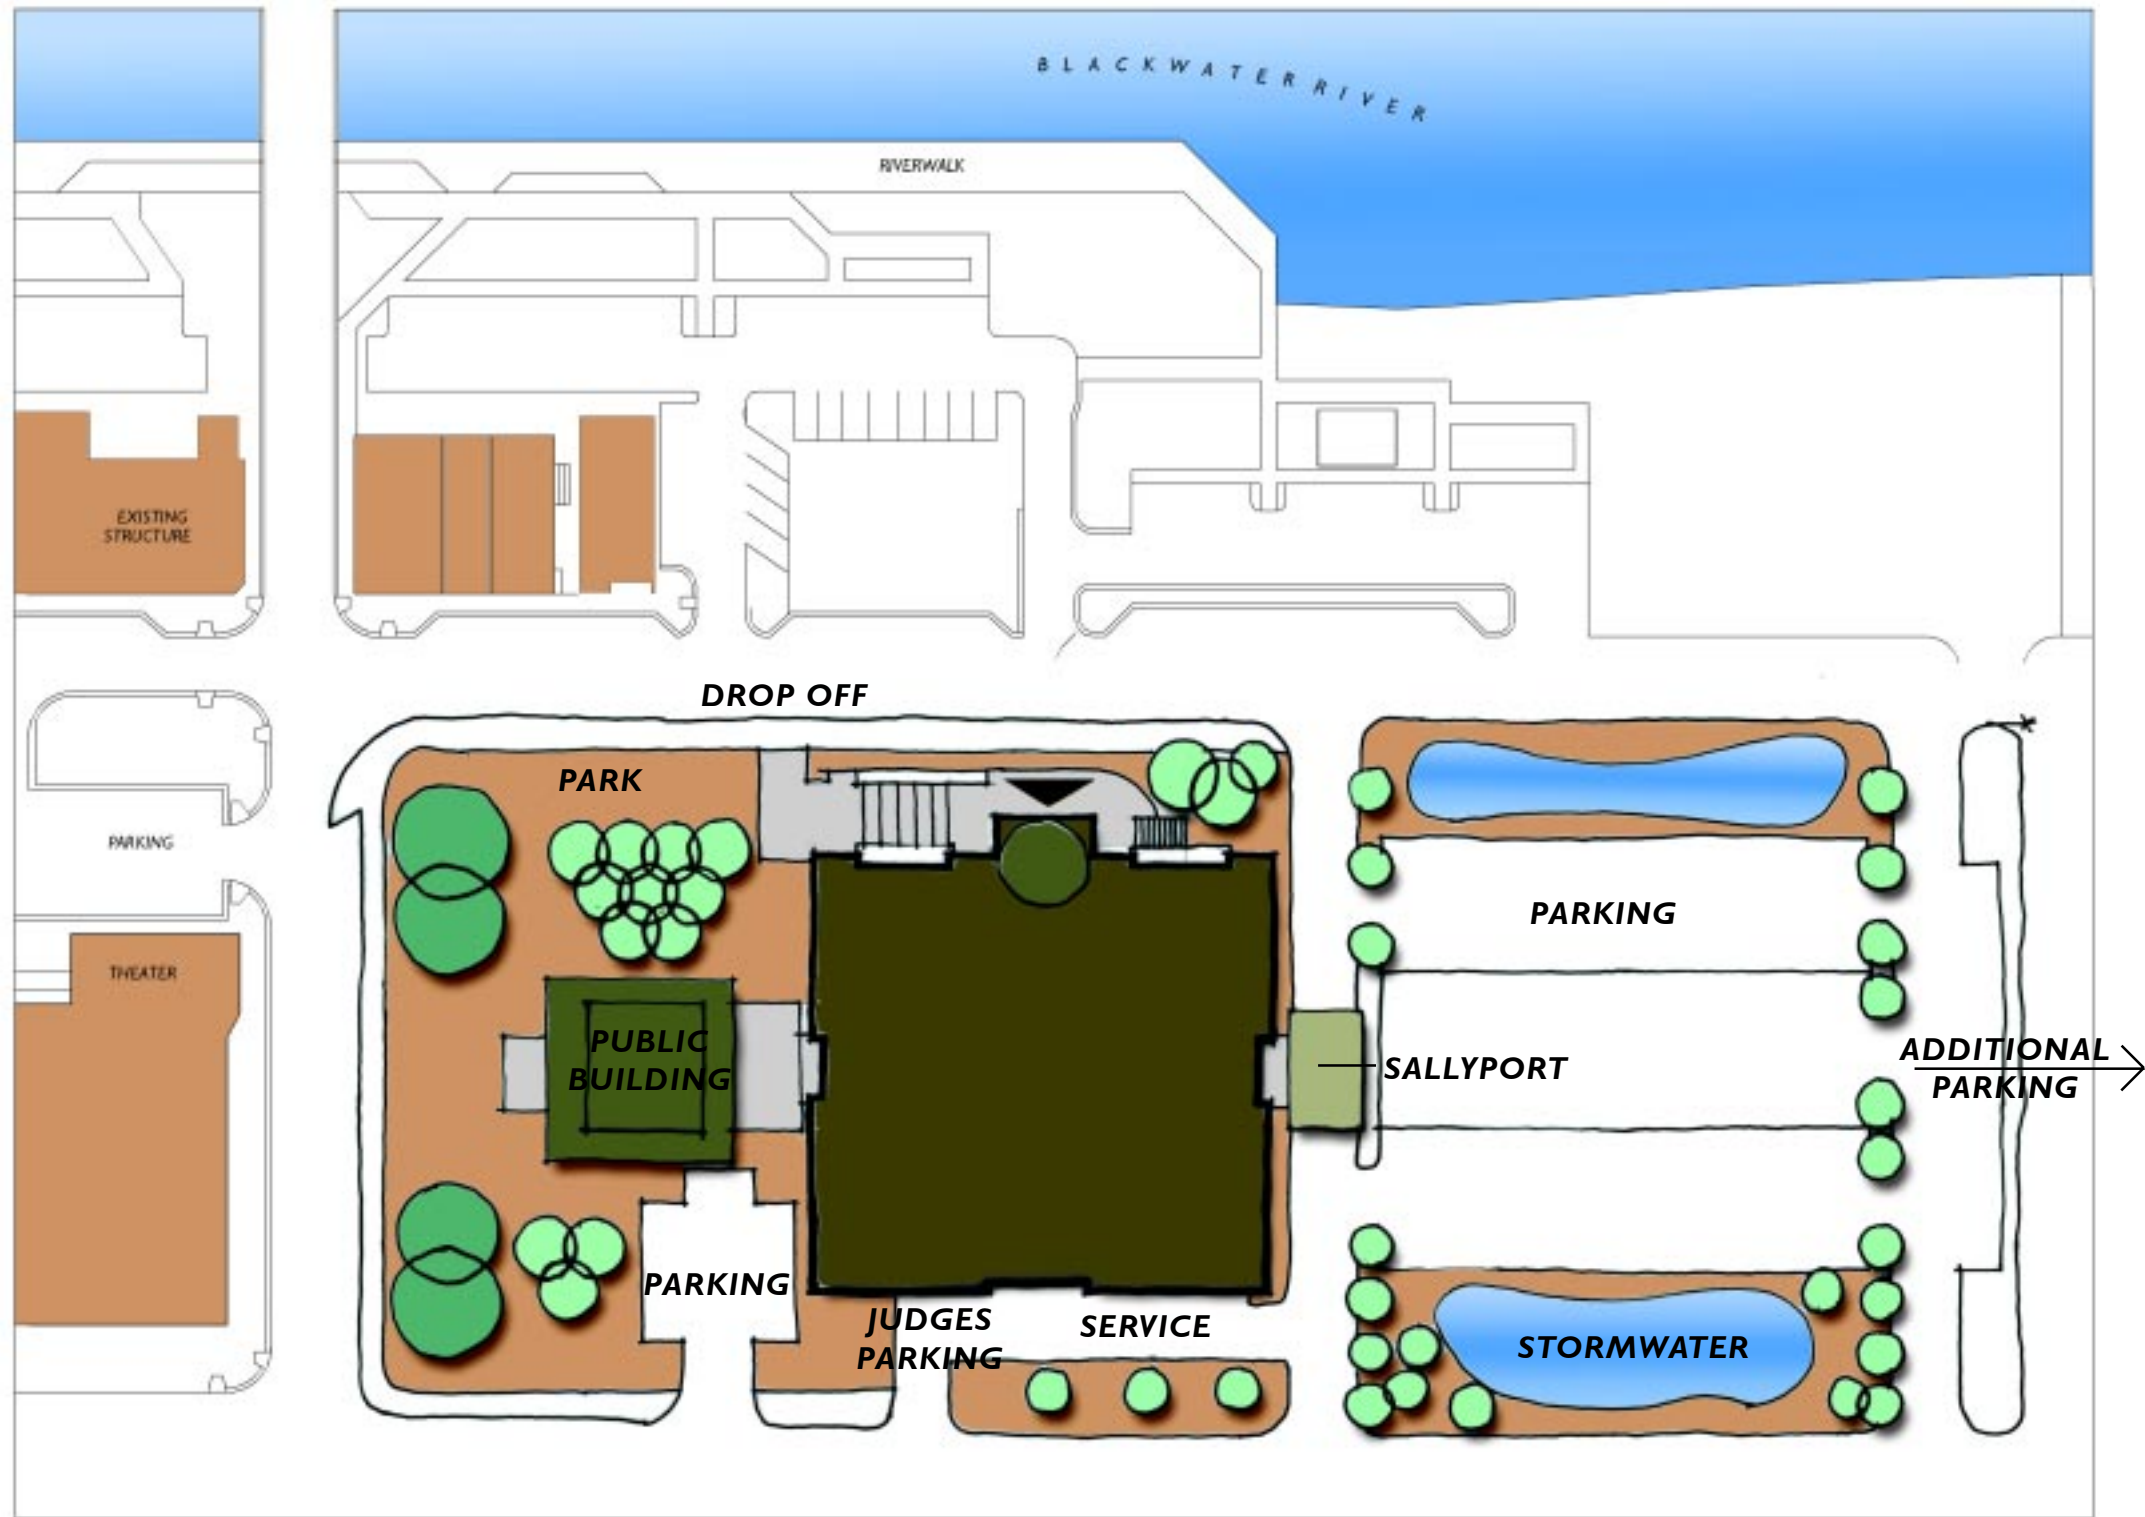 BLACKWATER RIVER
RIVERWALK
EXISTING
STRUCTURE
DROP OFF
PARK
PARKING
PARKING
THEATER
PUBLIC
BUILDING
SALLYPORT
ADDITIONAL
PARKING
PARKING
JUDGES
PARKING
SERVICE
STORMWATER